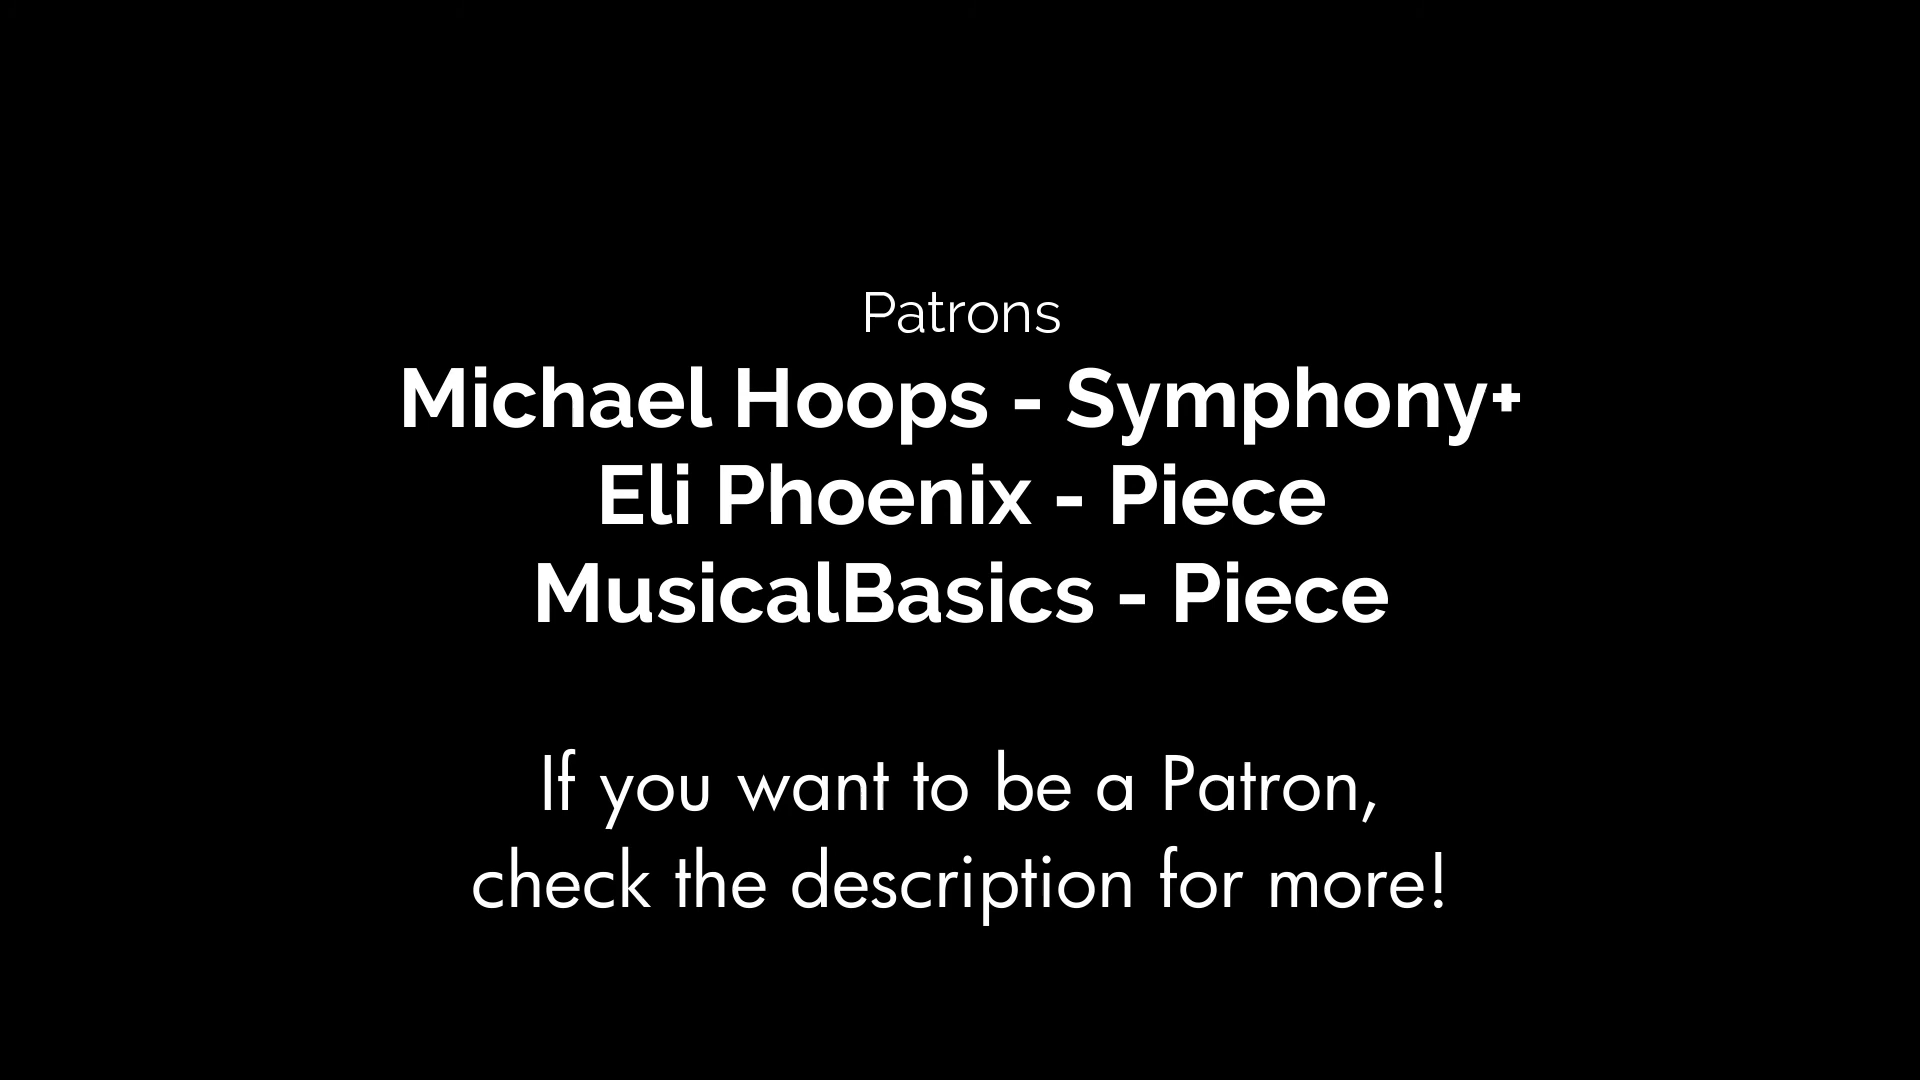 Patrons
Michael Hoops - Symphony+
Eli Phoenix - Piece
MusicalBasics - Piece
If you want to be a Patron,
check the description for more!